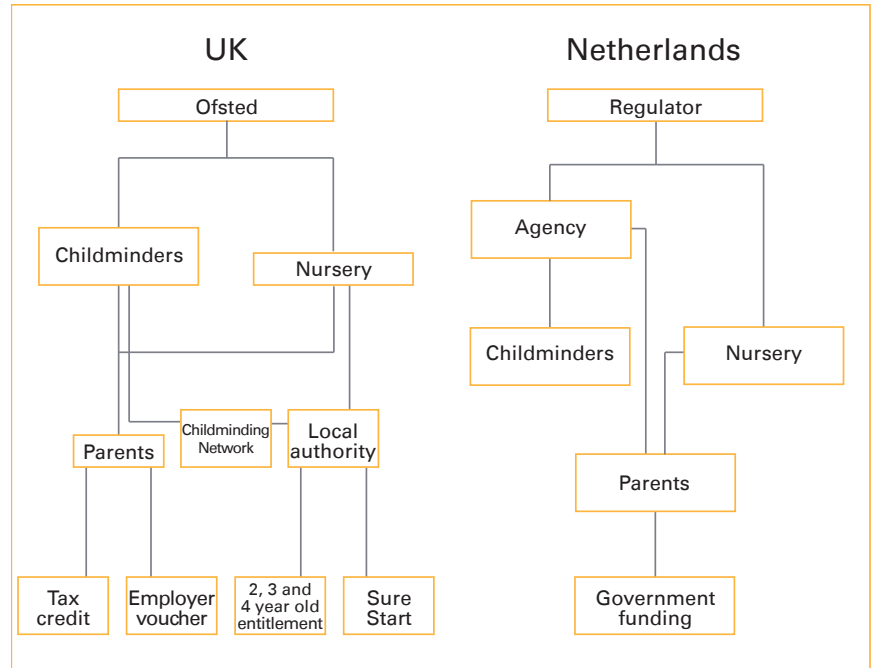 UK
Ofsted
Childminders
Nursery
Childminding
Network
Parents
Local
authority
Tax
credit
Employer
voucher
2, 3 and
4 year old
entitlement
Sure
Start
Netherlands
Regulator
Agency
Childminders
Nursery
Parents
Government
funding